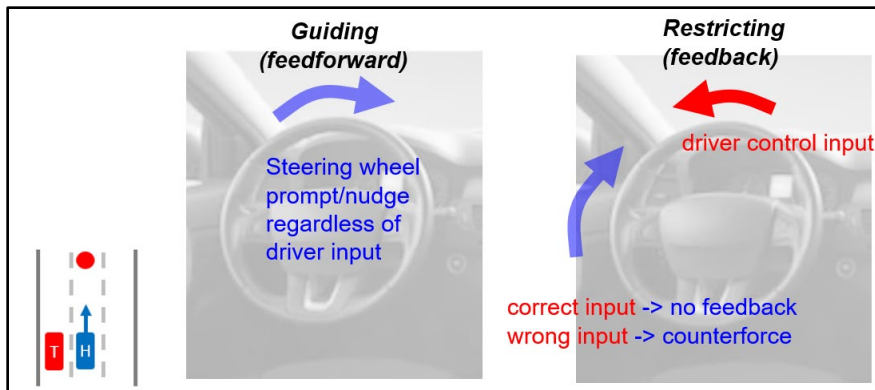 Guiding
(feedforward)
Steering wheel
prompt/nudge
regardless of
driver input
Restricting
(feedback)
driver control input
correct input -> no feedback
wrong input -> counterforce
T
H